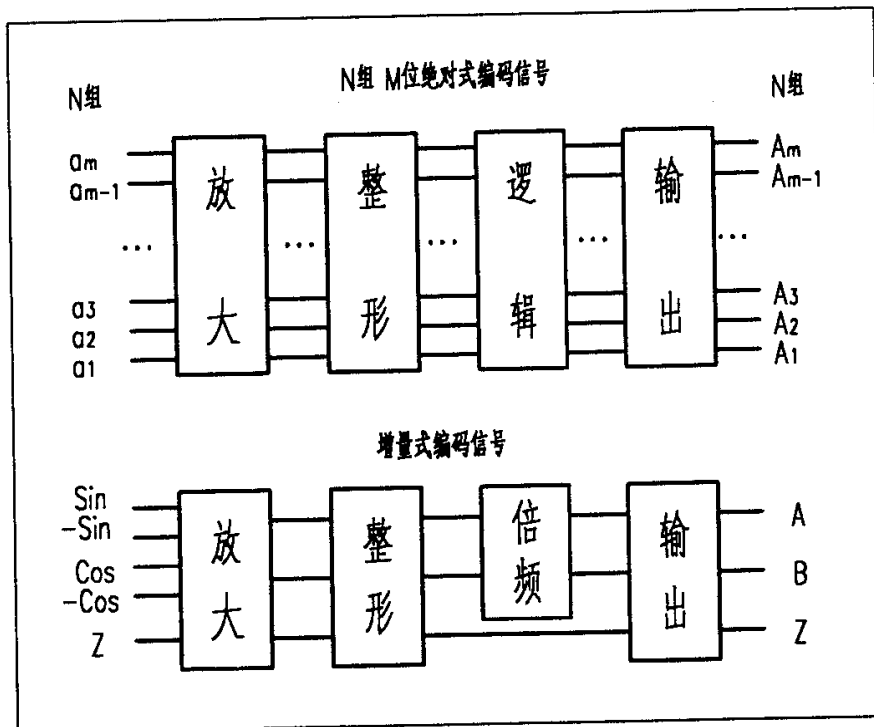 N组 M位绝对式编码信号
N组
N组
am
am-1
...
a3
a2
a1
放大
...
整形
...
逻辑
...
输出
Am
Am-1
...
A3
A2
A1
增量式编码信号
Sin
-Sin
Cos
-Cos
Z
放大
整形
倍频
输出
A
B
Z